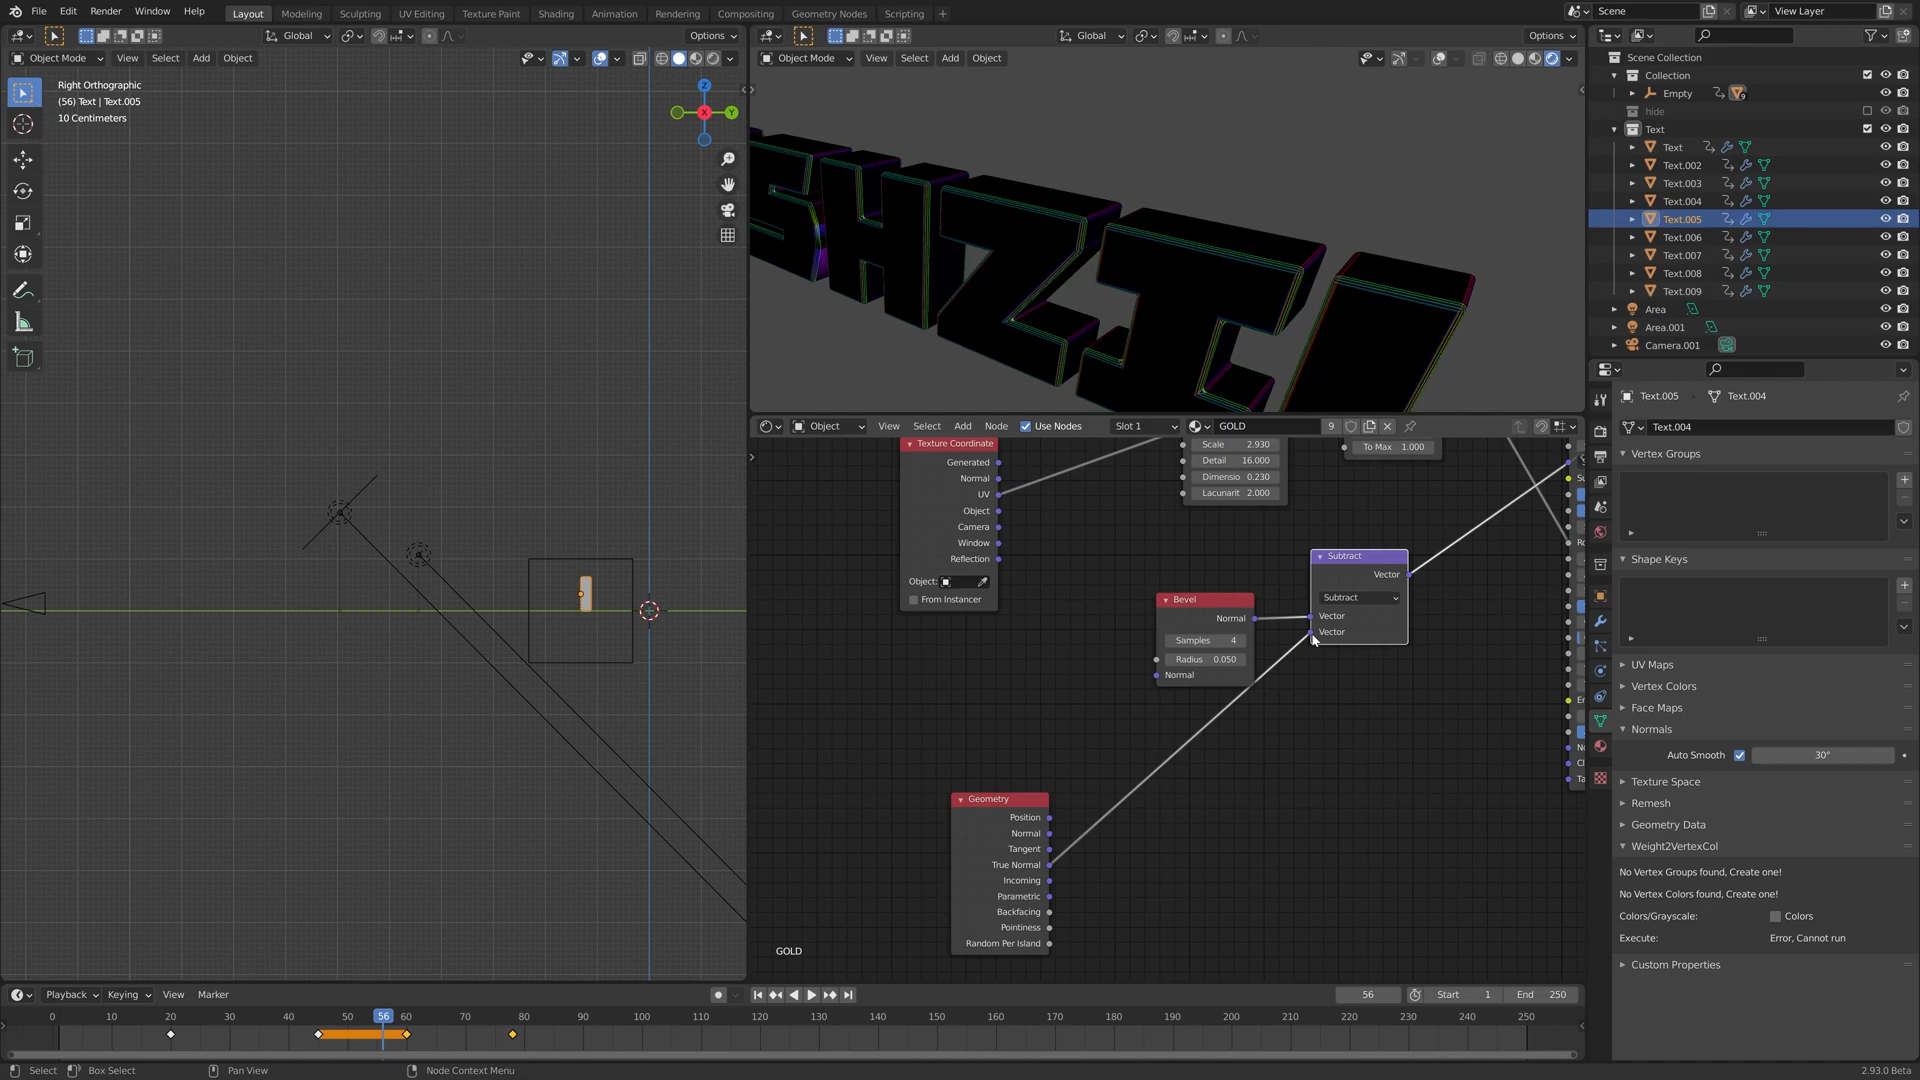 File Edit Render Window Help
Layout Modeling Sculpting UV Editing Texture Paint Shading Animation Rendering Compositing Geometry Nodes Scripting +
Scene View Layer
Global Options
Object Mode View Select Add Object
Right Orthographic
(56) Text | Text.005
10 Centimeters
Z
X
Y
Global Options
Object Mode View Select Add Object
Scene Collection
Collection
Empty 9
hide
Text
Text
Text.002
Text.003
Text.004
Text.005
Text.006
Text.007
Text.008
Text.009
Area
Area.001
Camera.001
Object View Select Add Node Use Nodes Slot 1 GOLD 9
Texture Coordinate
Generated
Normal
UV
Object
Camera
Window
Reflection
Object:
From Instancer
Scale 2.930
Detail 16.000
Dimensio 0.230
Lacunarit 2.000
To Max 1.000
Subtract
Vector
Subtract
Vector
Vector
Bevel
Normal
Samples 4
Radius 0.050
Normal
Geometry
Position
Normal
Tangent
True Normal
Incoming
Parametric
Backfacing
Pointiness
Random Per Island
GOLD
Text.005 Text.004
Text.004
Vertex Groups
Shape Keys
UV Maps
Vertex Colors
Face Maps
Normals
Auto Smooth 30°
Texture Space
Remesh
Geometry Data
Weight2VertexCol
No Vertex Groups found, Create one!
No Vertex Colors found, Create one!
Colors/Grayscale: Colors
Execute: Error, Cannot run
Custom Properties
Playback Keying View Marker
56 Start 1 End 250
0 10 20 30 40 50 56 60 70 80 90 100 110 120 130 140 150 160 170 180 190 200 210 220 230 240 250
Select Box Select Pan View Node Context Menu 2.93.0 Beta